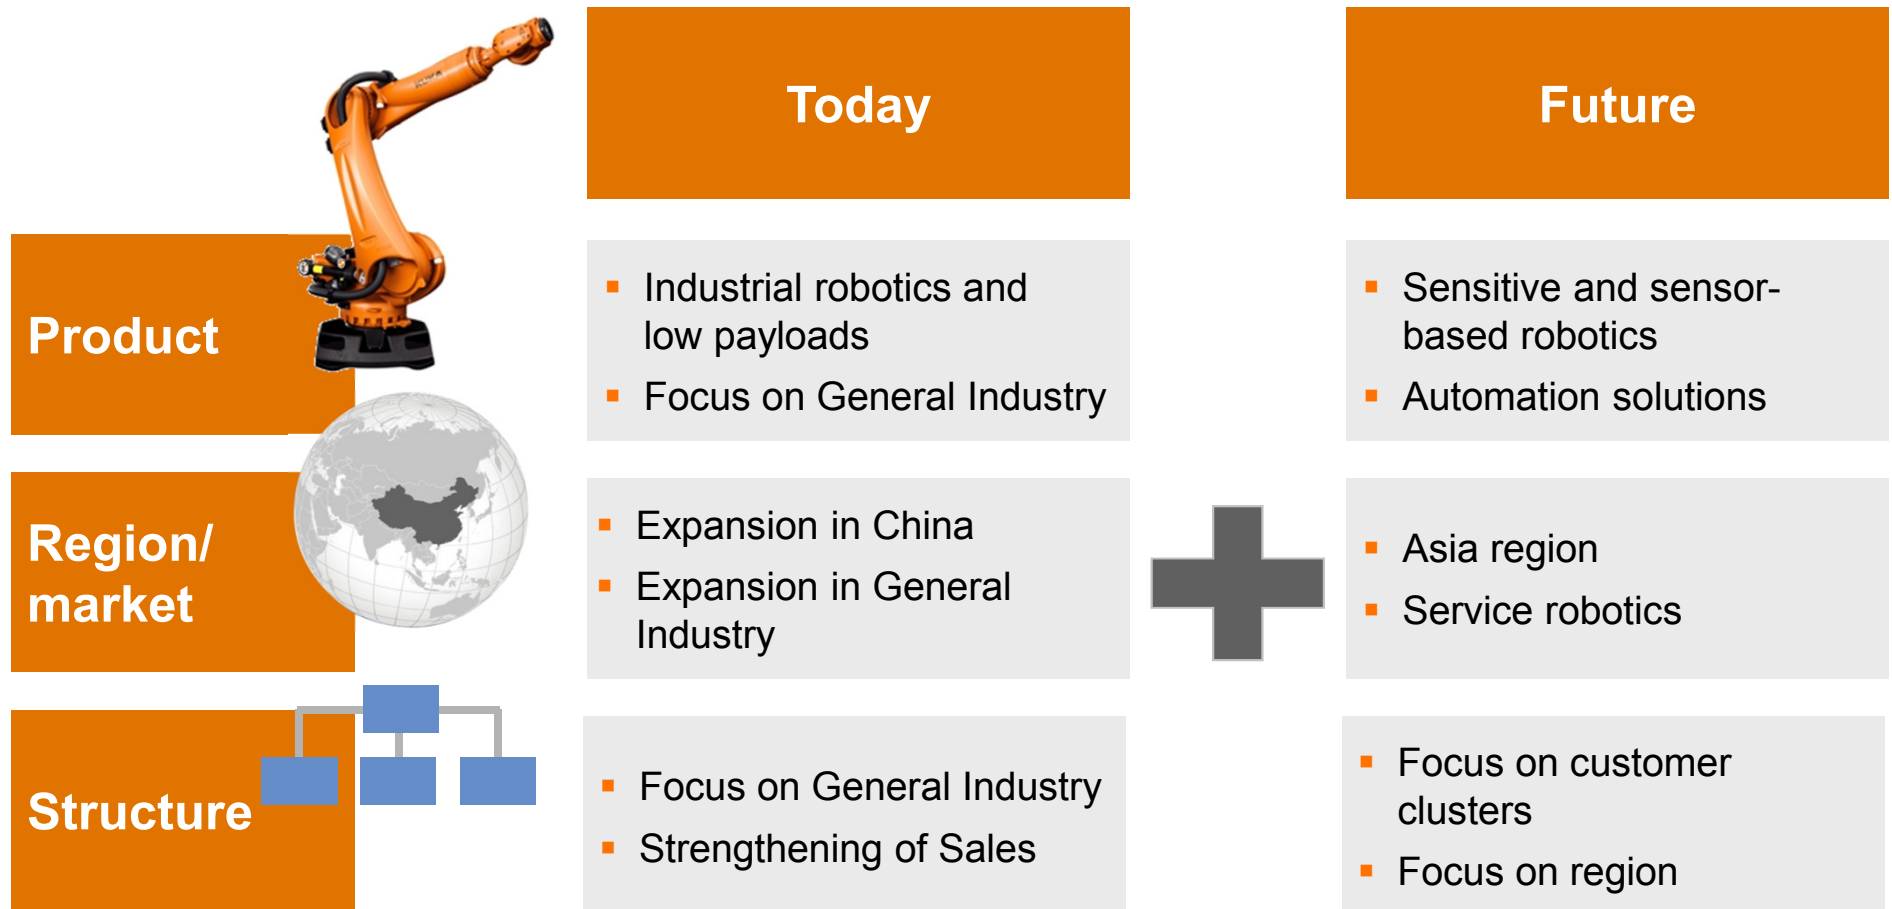 Today
Future
Product
Industrial robotics and
low payloads
Focus on General Industry
Sensitive and sensor-
based robotics
Automation solutions
Region/
market
Expansion in China
Expansion in General
Industry
Asia region
Service robotics
Structure
Focus on General Industry
Strengthening of Sales
Focus on customer
clusters
Focus on region